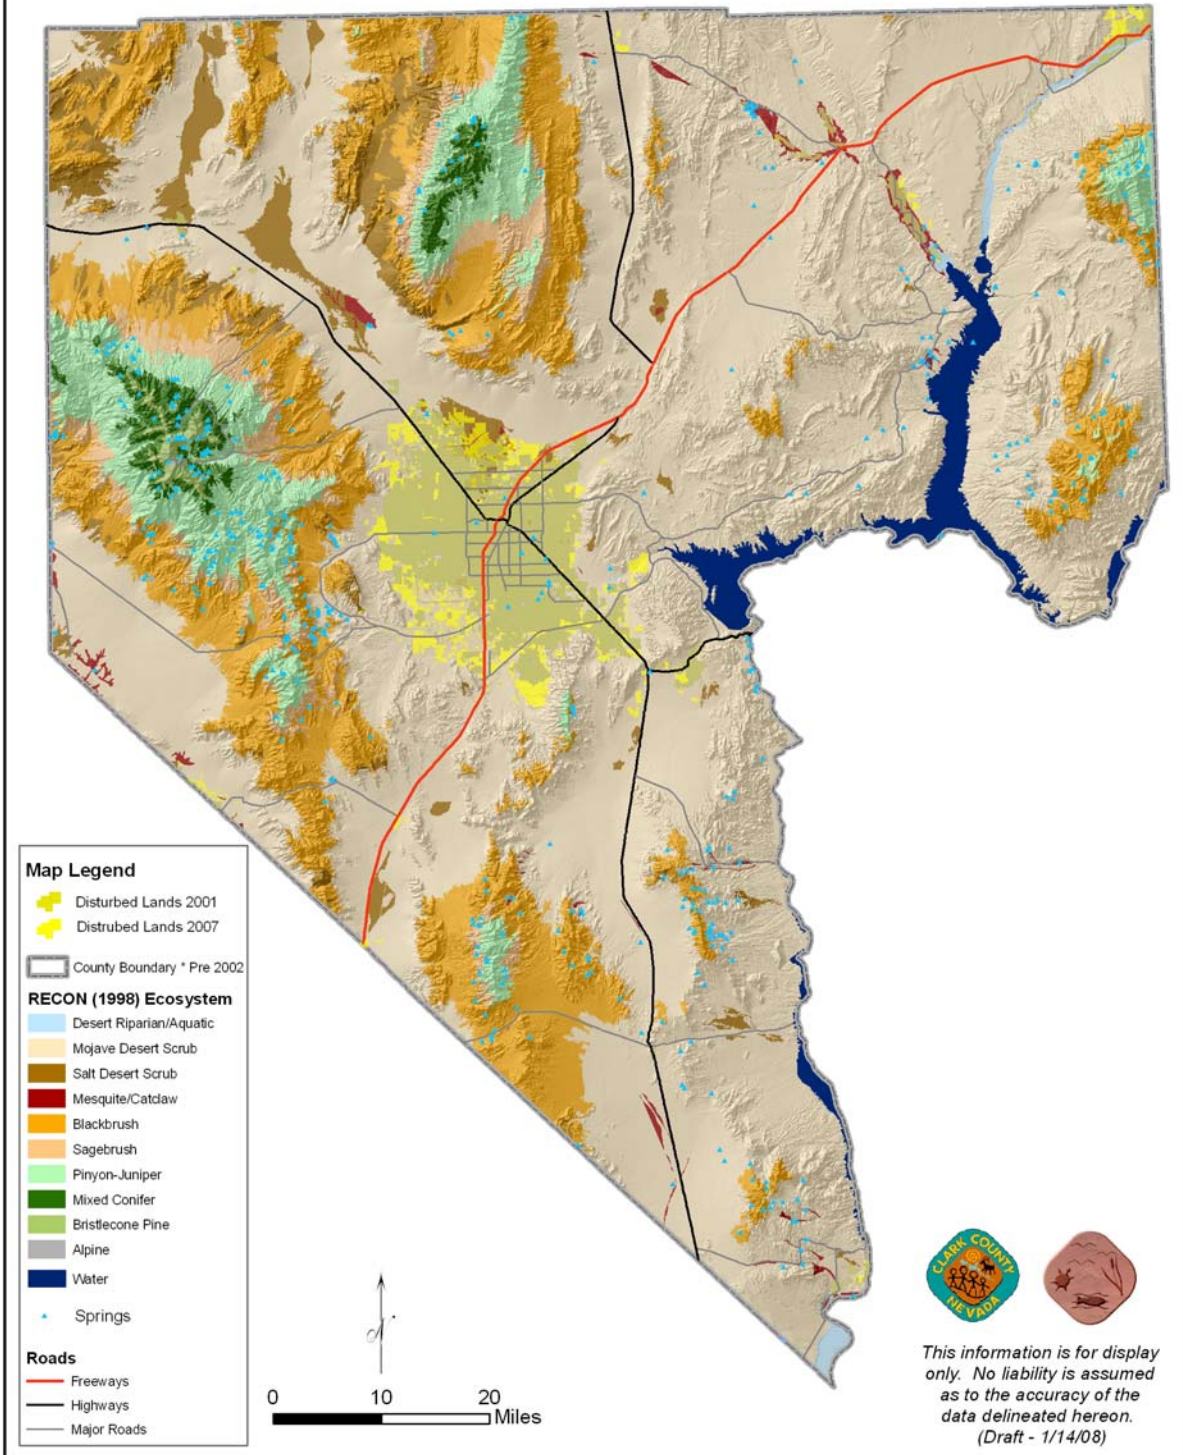 Map Legend
Disturbed Lands 2001
Distrubed Lands 2007
County Boundary * Pre 2002
RECON (1998) Ecosystem
Desert Riparian/Aquatic
Mojave Desert Scrub
Salt Desert Scrub
Mesquite/Catclaw
Blackbrush
Sagebrush
Pinyon-Juniper
Mixed Conifer
Bristlecone Pine
Alpine
Water
Springs
Roads
Freeways
Highways
Major Roads
N
0 10 20
Miles
CLARK COUNTY
NEVADA
This information is for display
only. No liability is assumed
as to the accuracy of the
data delineated hereon.
(Draft - 1/14/08)